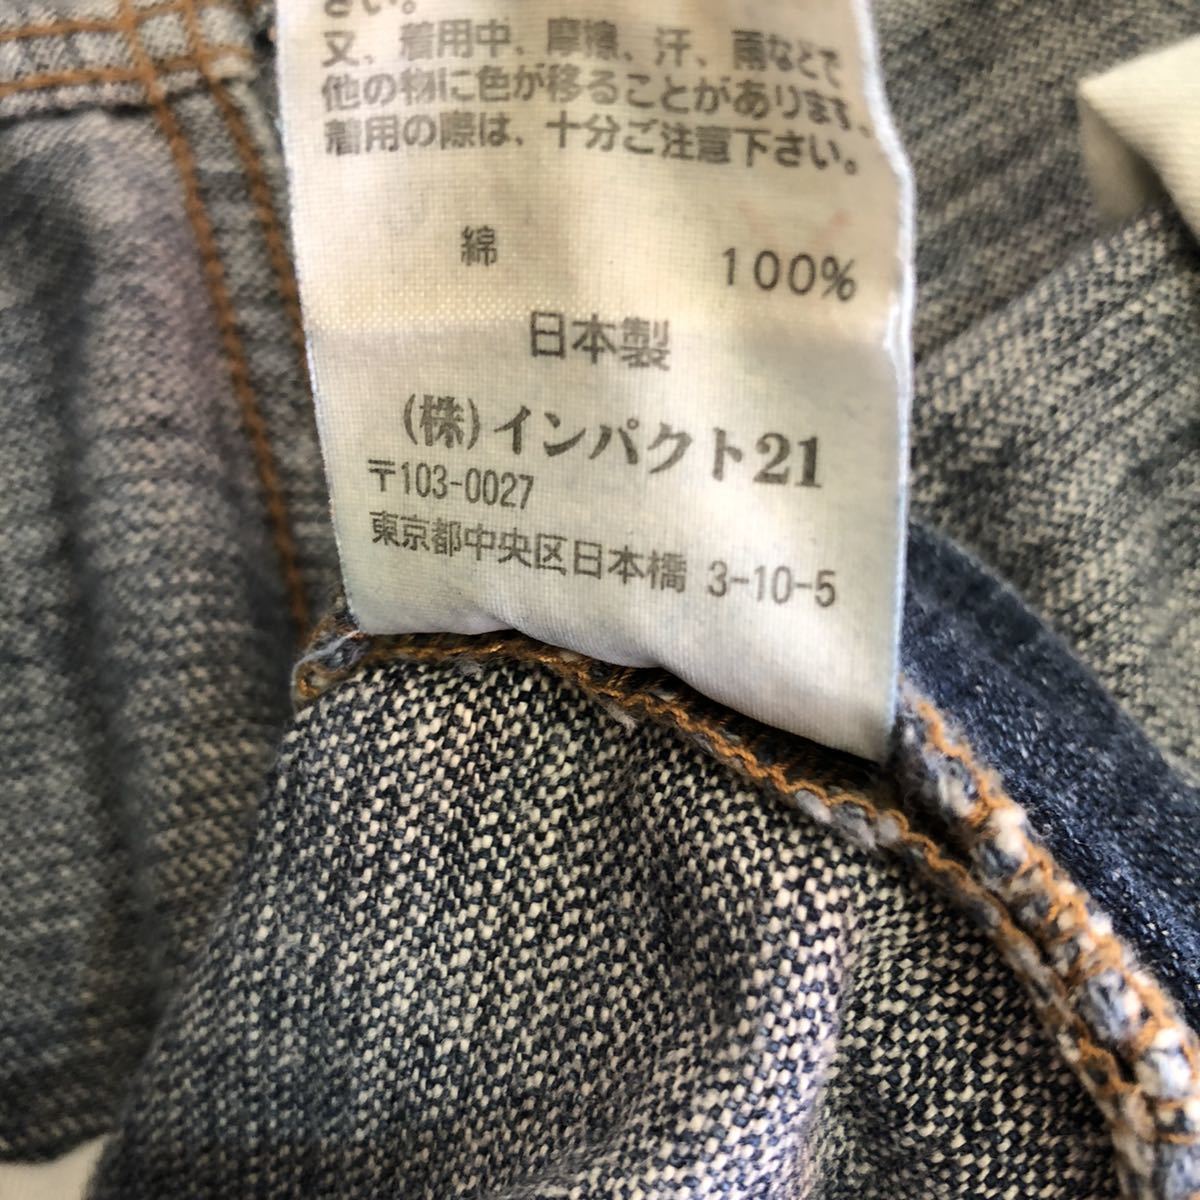 さい。
又、着用中、摩擦、汗、雨などで
他の物に色が移ることがあります、
着用の際は、十分ご注意下さい。
綿 100%
日本製
(株)インパクト21
〒103-0027
東京都中央区日本橋 3-10-5